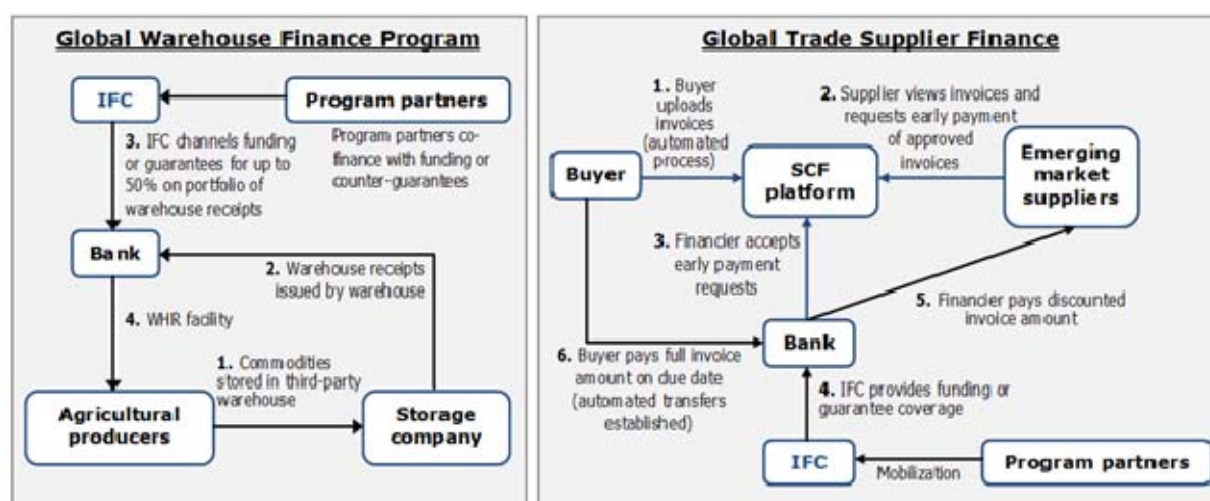 Global Warehouse Finance Program
IFC
Program partners
Program partners co-
finance with funding or
counter-guarantees
3. IFC channels funding
or guarantees for up to
50% on portfolio of
warehouse receipts
Bank
2. Warehouse receipts
issued by warehouse
4. WHIR facility
1. Commodities
stored in third-party
warehouse
Agricultural
producers
Storage
company
Global Trade Supplier Finance
1. Buyer
uploads
invoices
(automated
process)
2. Supplier views invoices and
requests early payment
of approved
invoices
Buyer
SCF
platform
Emerging
market
suppliers
3. Financier accepts
early payment
requests
5. Financier pays discounted
invoice amount
Bank
6. Buyer pays full invoice
amount on due date
(automated transfers
established)
4. IFC provides funding or
guarantee coverage
IFC
Mobilization
Program partners